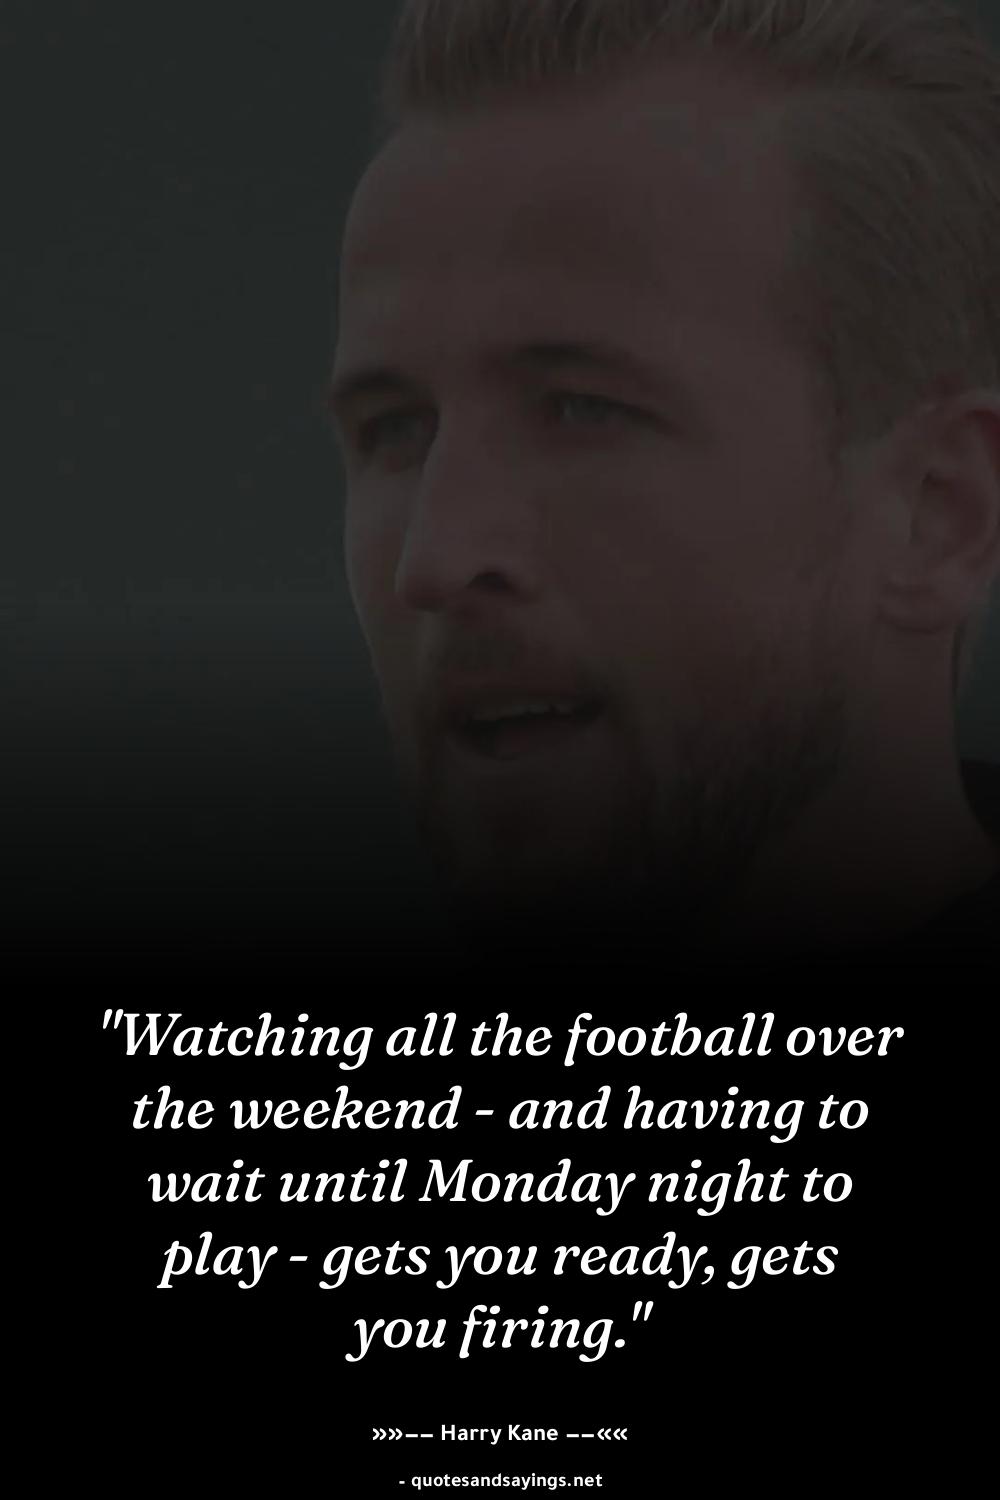 "Watching all the football over
the weekend - and having to
wait until Monday night to
play - gets you ready, gets
you firing."
»»—— Harry Kane ——««
- quotesandsayings.net